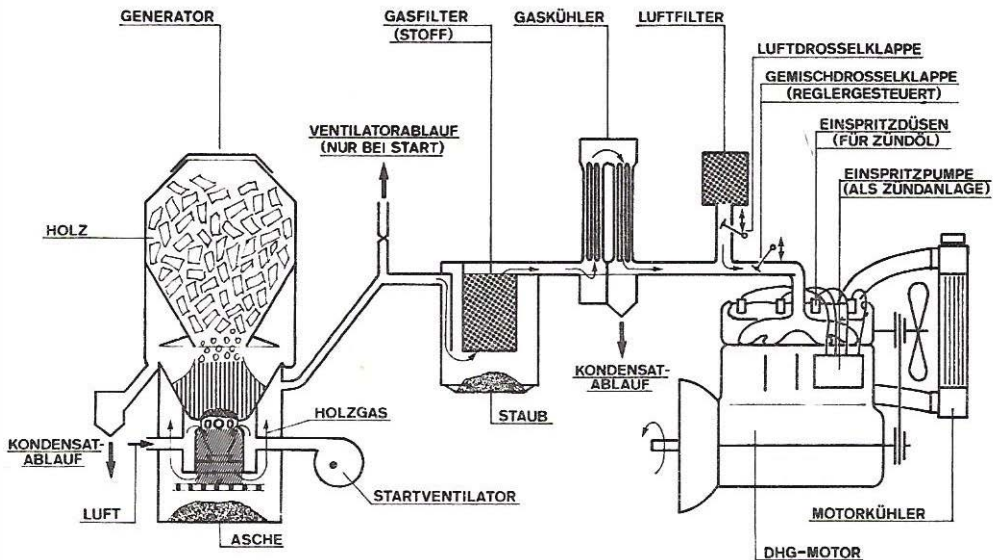 GENERATOR
GASFILTER
(STOFF)
GASKÜHLER
LUFTFILTER
LUFTDROSSELKLAPPE
GEMISCHDROSSELKLAPPE
(REGLERGESTEUERT)
VENTILATORABLAUF
(NUR BEI START)
EINSPRITZDÜSEN
(FÜR ZÜNDÖL)
EINSPRITZPUMPE
(ALS ZÜNDANLAGE)
HOLZ
KONDENSAT-
ABLAUF
STAUB
HOLZGAS
KONDENSAT-
ABLAUF
STARTVENTILATOR
LUFT
ASCHE
MOTORKÜHLER
DHG-MOTOR